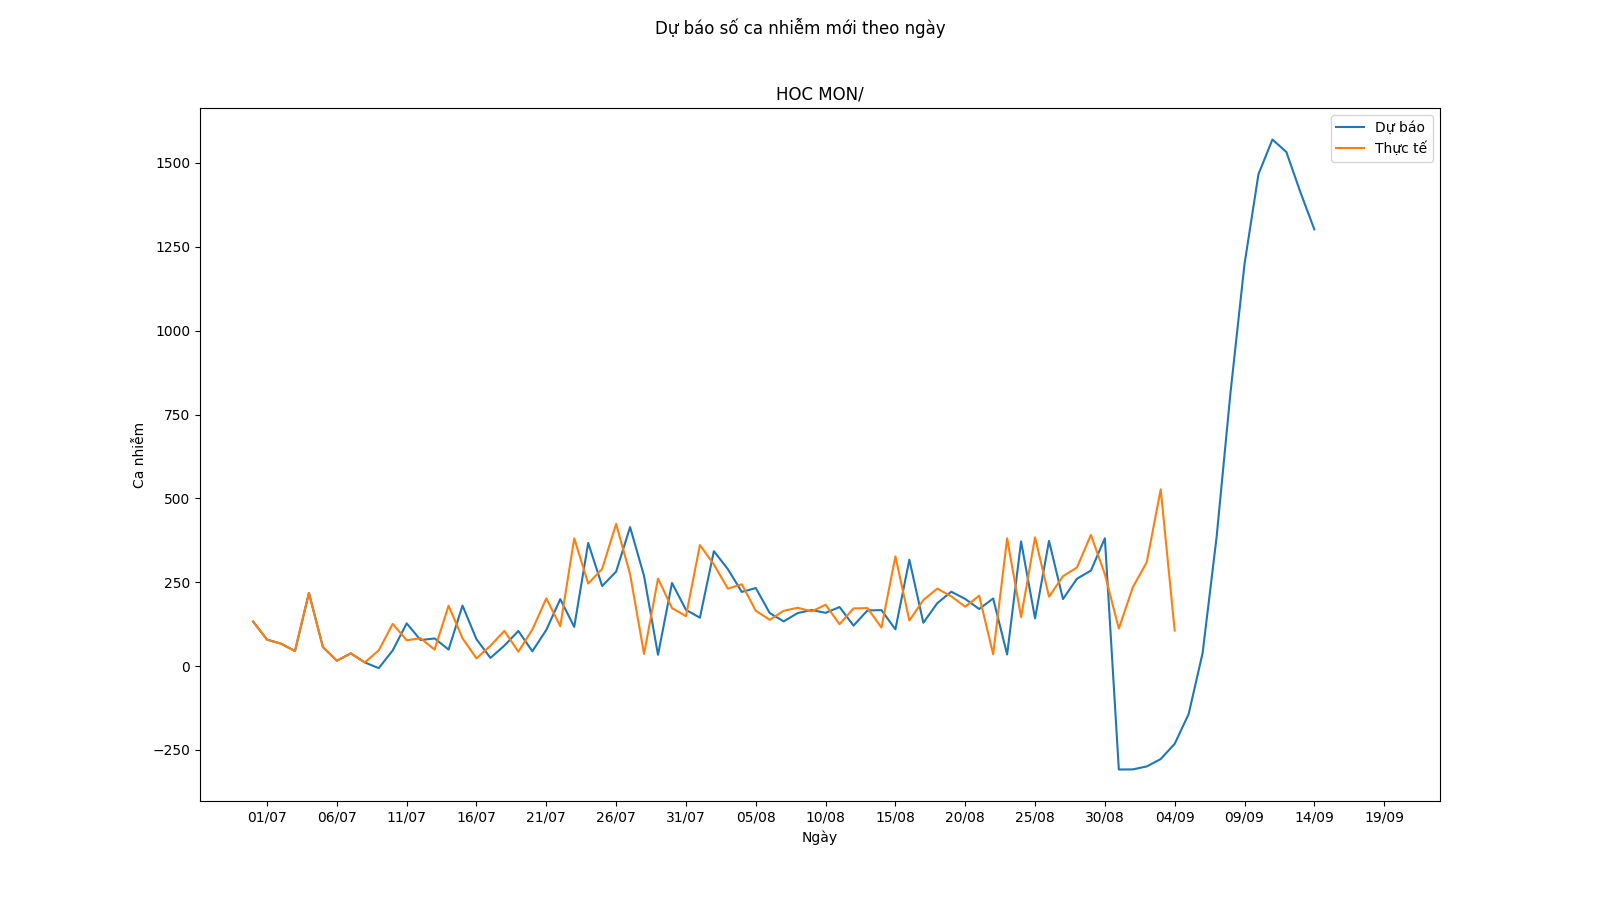 Dự báo số ca nhiễm mới theo ngày
HOC MON/
Dự báo
Thực tế
1500
1250
1000
750
500
250
0
−250
Ca nhiễm
01/07 06/07 11/07 16/07 21/07 26/07 31/07 05/08 10/08 15/08 20/08 25/08 30/08 04/09 09/09 14/09 19/09
Ngày